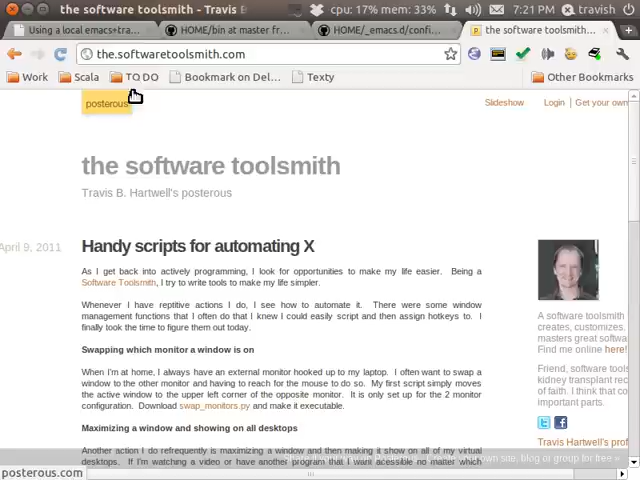 the software toolsmith - Travis B
cpu: 17% mem: 33%
7:21 PM
travish
Using a local emacs+tra
HOME/bin at master fr
HOME/_emacs.d/confi
the software toolsmith
the.softwaretoolsmith.com
Work
Scala
TO DO
Bookmark on Del...
Texty
Other Bookmarks
posterous
Slideshow
Login | Get your own
the software toolsmith
Travis B. Hartwell's posterous
April 9, 2011
Handy scripts for automating X
As I get back into actively programming, I look for opportunities to make my life easier. Being a
Software Toolsmith, I try to write tools to make my life simpler.
Whenever I have reptitive actions I do, I see how to automate it. There were some window
management functions that I often do that I knew I could easily script and then assign hotkeys to. I
finally took the time to figure them out today.
Swapping which monitor a window is on
When I'm at home, I always have an external monitor hooked up to my laptop. I often want to swap a
window to the other monitor and having to reach for the mouse to do so. My first script simply moves
the active window to the upper left corner of the opposite monitor. It is only set up for the 2 monitor
configuration. Download swap_monitors.py and make it executable.
Maximizing a window and showing on all desktops
Another action I do refrequently is maximizing a window and then making it show on all of my virtual
desktops. If I'm watching a video or have another program that I want acessible no matter which
A software toolsmith
creates, customizes,
masters great softwa
Find me online here!
Friend, software tools
kidney transplant rec
of faith. I think that co
important parts.
Travis Hartwell's prof
own site, blog or group for free »
posterous.com